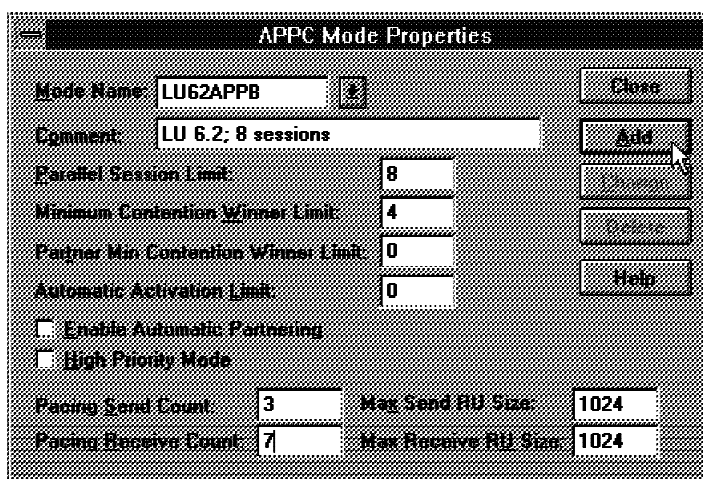 APPC Mode Properties
Mode Name: LU62APPB
Close
Comment: LU 6.2; 8 sessions
Add
Parallel Session Limit: 8
Change
Minimum Contention Winner Limit: 4
Delete
Partner Min Contention Winner Limit: 0
Automatic Activation Limit: 0
Help
Enable Automatic Partnering
High Priority Mode
Pacing Send Count: 3 Max Send RU Size: 1024
Pacing Receive Count: 7 Max Receive RU Size: 1024